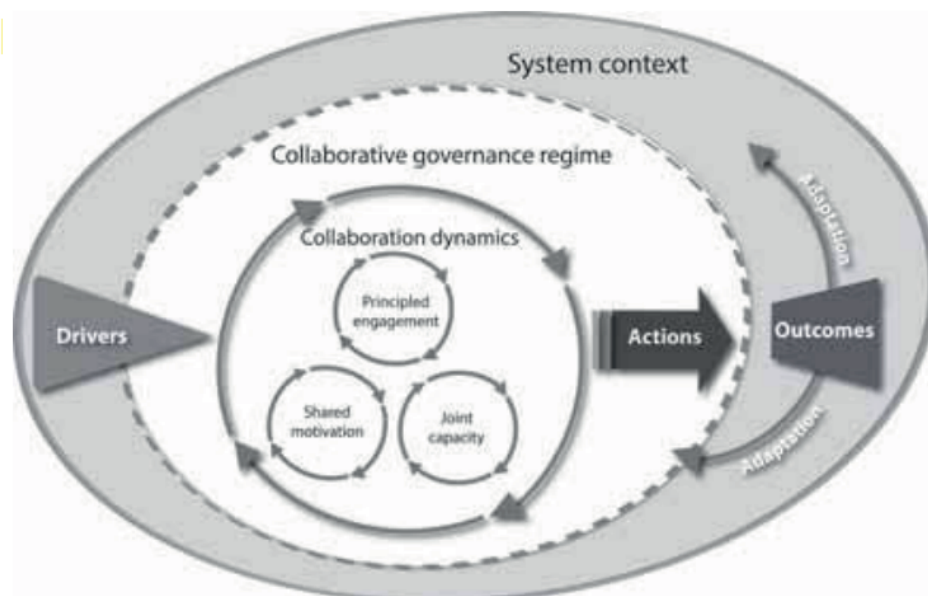 System context
Collaborative governance regime
Collaboration dynamics
Principled
engagement
Shared
motivation
Joint
capacity
Drivers
Actions
Outcomes
Adaptation
Adaptation